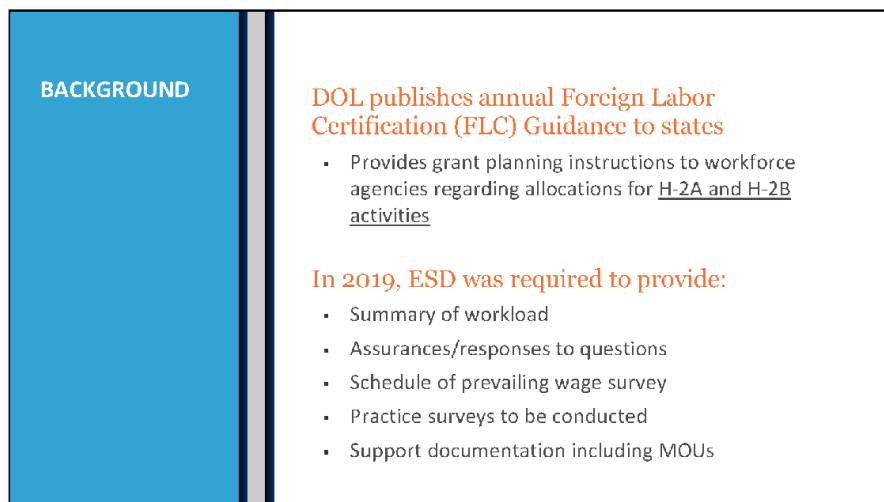 BACKGROUND
DOL publishes annual Foreign Labor
Certification (FLC) Guidance to states
▪ Provides grant planning instructions to workforce
agencies regarding allocations for H-2A and H-2B
activities
In 2019, ESD was required to provide:
▪ Summary of workload
▪ Assurances/responses to questions
▪ Schedule of prevailing wage survey
▪ Practice surveys to be conducted
▪ Support documentation including MOUs